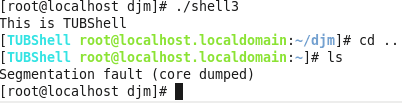 [root@localhost djm]# ./shell3
This is TUBShell
[TUBShell root@localhost.localdomain:~/djm]# cd ..
[TUBShell root@localhost.localdomain:~]# ls
Segmentation fault (core dumped)
[root@localhost djm]#